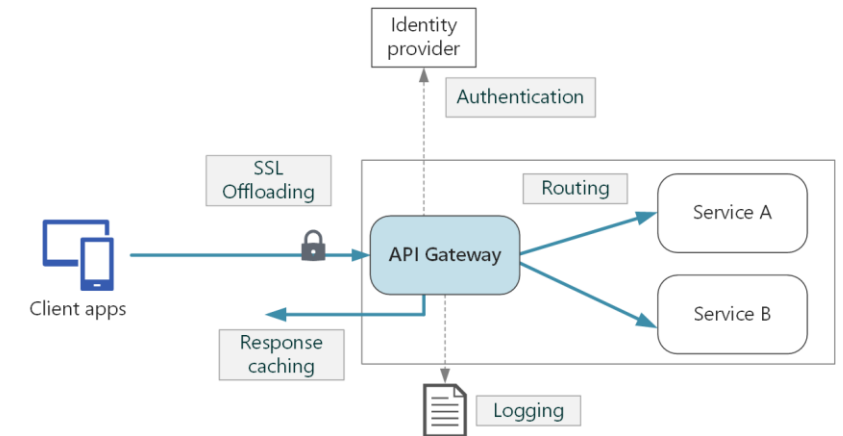 Identity
provider
Authentication
SSL
Offloading
Routing
Service A
API Gateway
Client apps
Service B
Response
caching
Logging